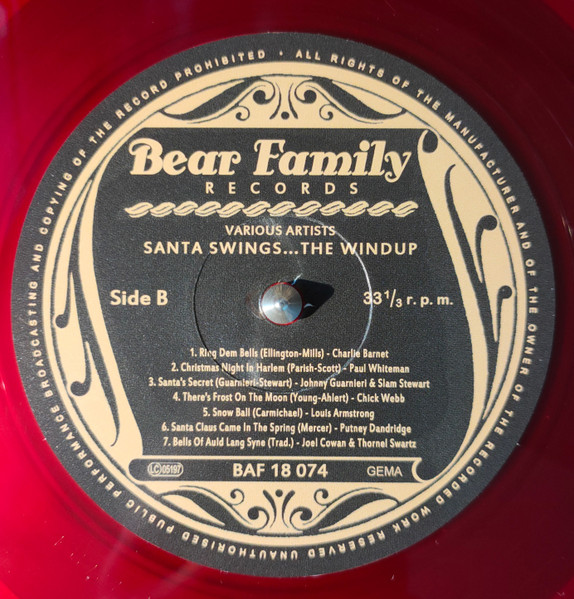 ALL RIGHTS OF THE MANUFACTURER AND OF THE OWNER OF THE RECORDED WORK RESERVED UNAUTHORISED PUBLIC PERFORMANCE BROADCASTING AND COPYING OF THE RECORD PROHIBITED ·
Bear Family
RECORDS
VARIOUS ARTISTS
SANTA SWINGS...THE WINDUP
Side B
33 1/3 r. p. m.
1. Ring Dem Bells (Ellington-Mills) - Charlie Barnet
2. Christmas Night In Harlem (Parish-Scott) - Paul Whiteman
3. Santa's Secret (Guarnieri-Stewart) - Johnny Guarnieri & Slam Stewart
4. There's Frost On The Moon (Young-Ahlert) - Chick Webb
5. Snow Ball (Carmichael) - Louis Armstrong
6. Santa Claus Came In The Spring (Mercer) - Putney Dandridge
7. Bells Of Auld Lang Syne (Trad.) - Joel Cowan & Thornel Swartz
LC 05197
BAF 18 074
GEMA